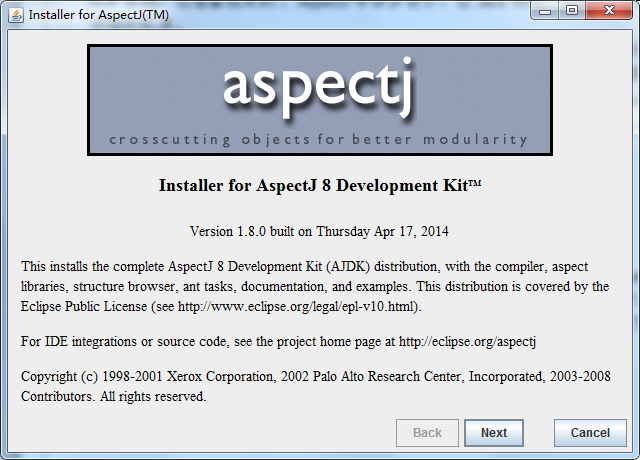 Installer for AspectJ(TM)
aspectj
crosscutting objects for better modularity
Installer for AspectJ 8 Development Kit™
Version 1.8.0 built on Thursday Apr 17, 2014
This installs the complete AspectJ 8 Development Kit (AJDK) distribution, with the compiler, aspect
libraries, structure browser, ant tasks, documentation, and examples. This distribution is covered by the
Eclipse Public License (see http://www.eclipse.org/legal/epl-v10.html).
For IDE integrations or source code, see the project home page at http://eclipse.org/aspectj
Copyright (c) 1998-2001 Xerox Corporation, 2002 Palo Alto Research Center, Incorporated, 2003-2008
Contributors. All rights reserved.
Back Next Cancel